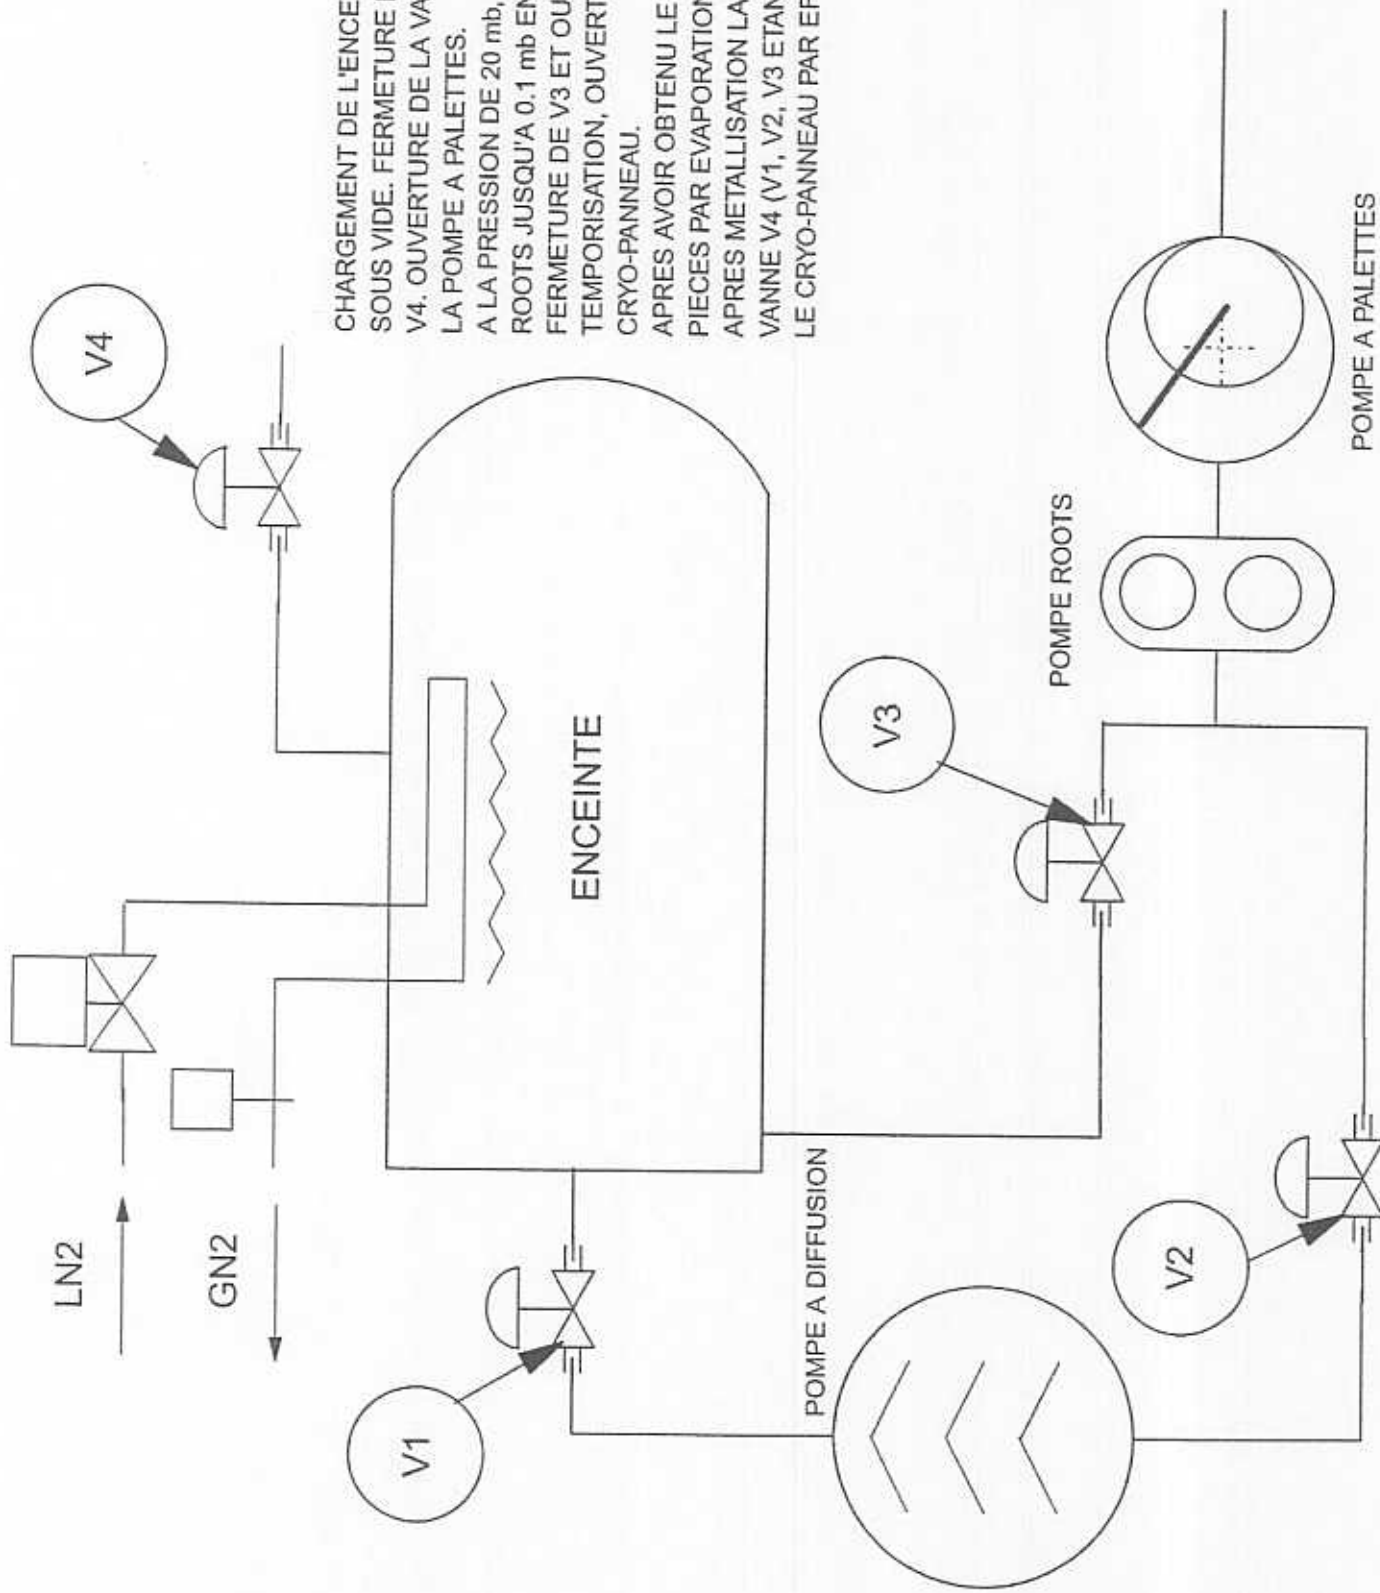 LN2
GN2
V4
CHARGEMENT DE L'ENCE
SOUS VIDE. FERMETURE
V4. OUVERTURE DE LA VA
LA POMPE A PALETTES.
A LA PRESSION DE 20 mb,
ROOTS JUSQU'A 0.1 mb EN
FERMETURE DE V3 ET OU
TEMPORISATION, OUVERT
CRYO-PANNEAU.
APRES AVOIR OBTENU LE
PIECES PAR EVAPORATION
APRES METALLISATION LA
VANNE V4 (V1, V2, V3 ETAN
LE CRYO-PANNEAU PAR EF
ENCEINTE
V1
V3
POMPE A DIFFUSION
V2
POMPE ROOTS
POMPE A PALETTES